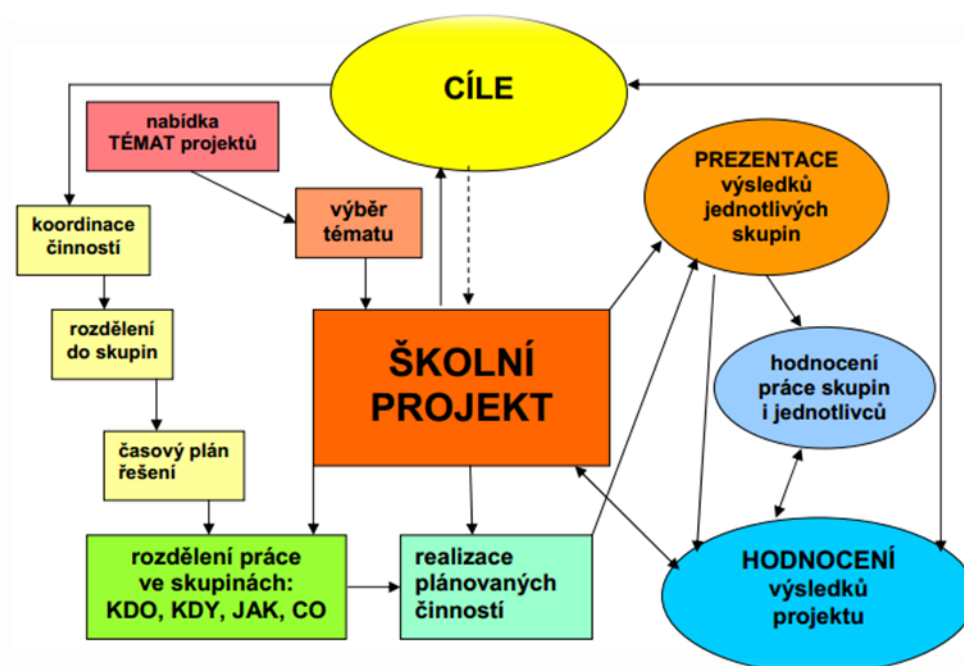 CÍLE
nabídka
TÉMAT projektů
PREZENTACE
výsledků
jednotlivých
skupin
koordinace
činností
výběr
tématu
rozdělení
do skupin
ŠKOLNÍ
PROJEKT
hodnocení
práce skupin
i jednotlivců
časový plán
řešení
rozdělení práce
ve skupinách:
KDO, KDY, JAK, CO
realizace
plánovaných
činností
HODNOCENÍ
výsledků
projektu